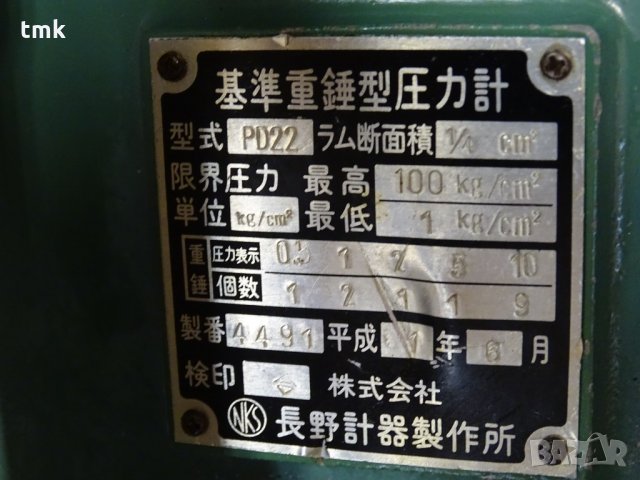 tmk
基準重錘型圧力計
型式 PD22 ラム断面積 cm²
限界圧力 最高 100 kg/cm²
単位 kg/cm² 最低 1 kg/cm²
重錘 圧力表示 1 2 5 10
個数 1 2 1 1 9
製番 4491 平成 1 年 6 月
検印 株式会社
NKS 長野計器製作所
BAZAR